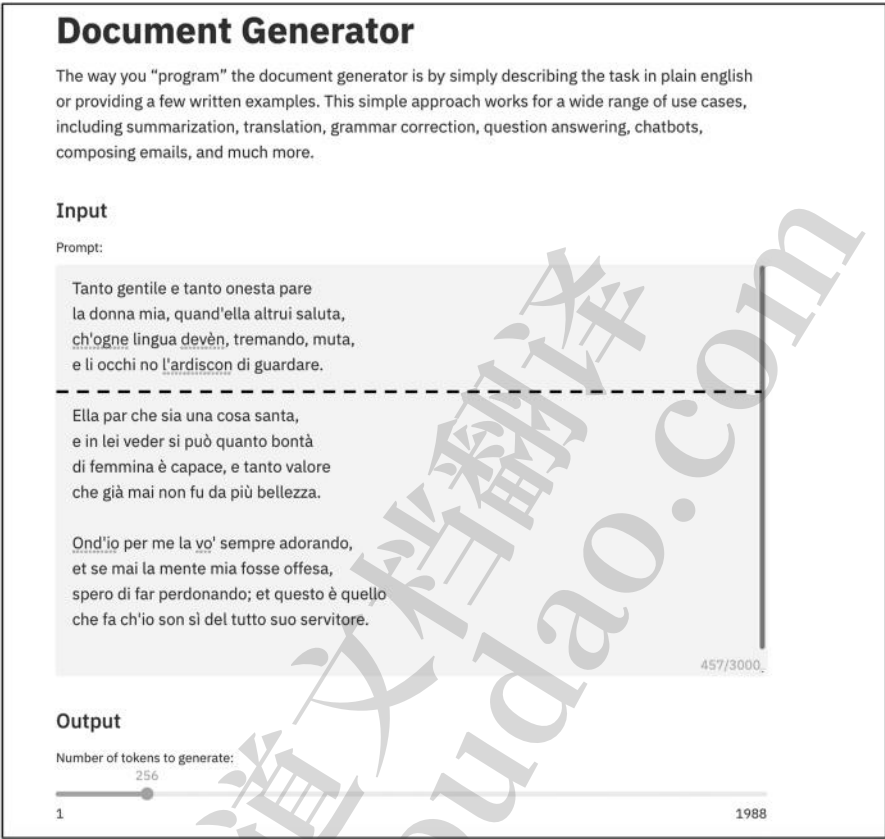 Document Generator
The way you “program” the document generator is by simply describing the task in plain english
or providing a few written examples. This simple approach works for a wide range of use cases,
including summarization, translation, grammar correction, question answering, chatbots,
composing emails, and much more.
Input
Prompt:
Tanto gentile e tanto onesta pare
la donna mia, quand'ella altrui saluta,
ch'ogne lingua devèn, tremando, muta,
e li occhi no l'ardiscon di guardare.
Ella par che sia una cosa santa,
e in lei veder si può quanto bontà
di femmina è capace, e tanto valore
che già mai non fu da più bellezza.
Ond'io per me la vo' sempre adorando,
et se mai la mente mia fosse offesa,
spero di far perdonando; et questo è quello
che fa ch'io son sì del tutto suo servitore.
457/3000
Output
Number of tokens to generate:
256
1 1988
道文档翻译
udao.com